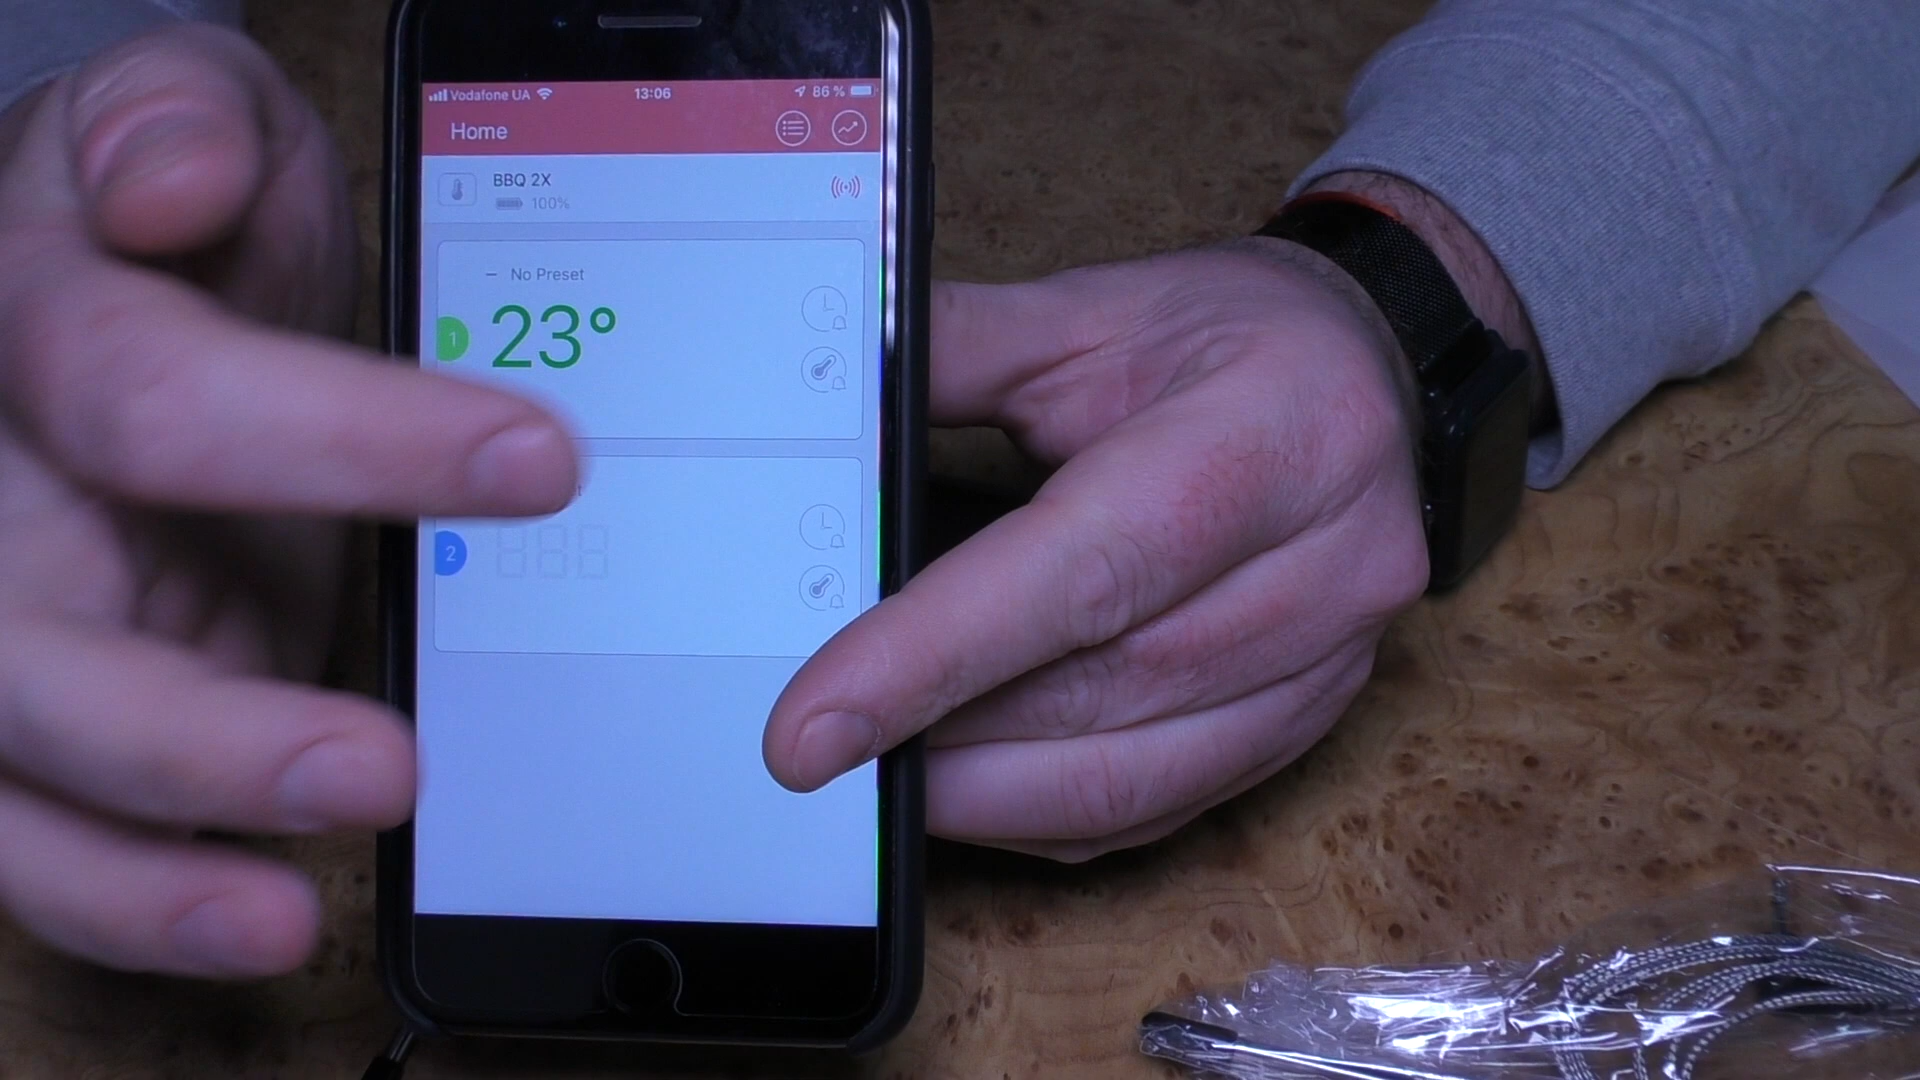 Vodafone UA 13:06 86 %
Home
BBQ 2X
100%
— No Preset
1
23°
2